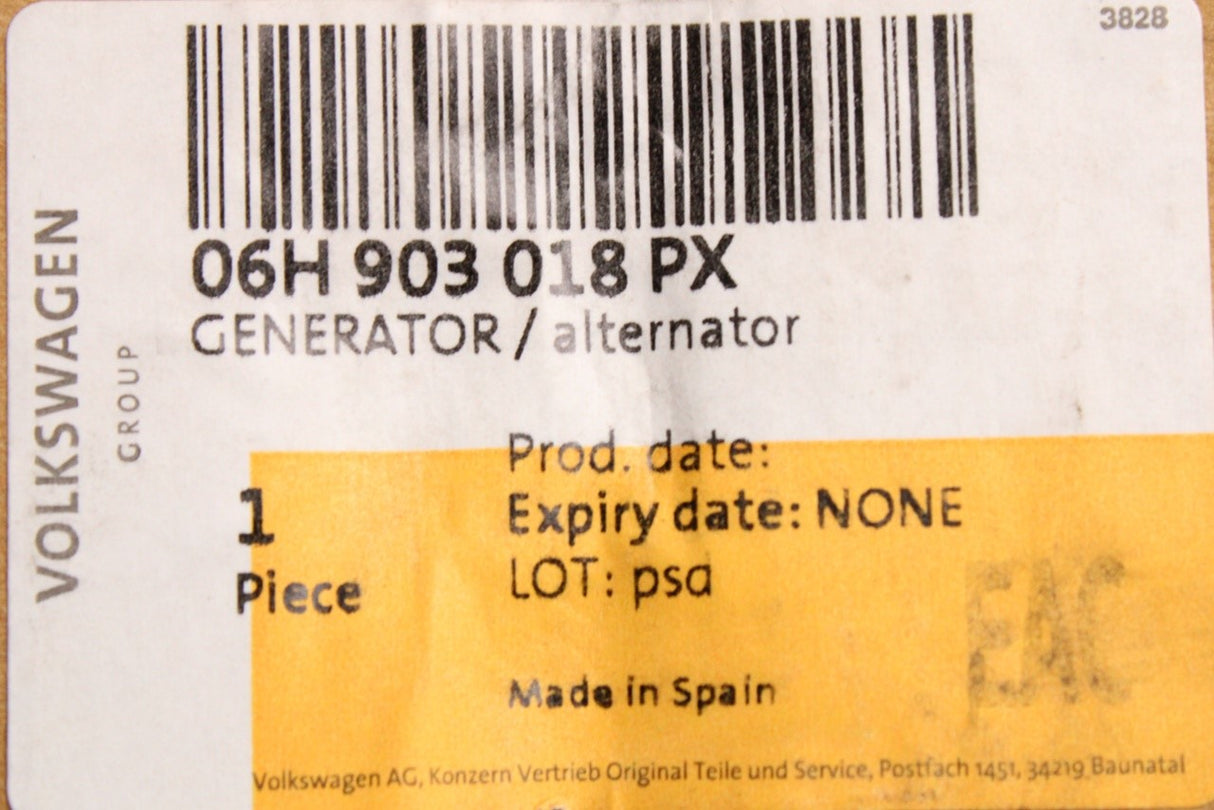 3828
06H 903 018 PX
GENERATOR / alternator
VOLKSWAGEN
GROUP
Prod. date:
1
Expiry date: NONE
Piece
LOT: psa
EAC
Made in Spain
Volkswagen AG, Konzern Vertrieb Original Teile und Service, Postfach 1451, 34219 Baunatal